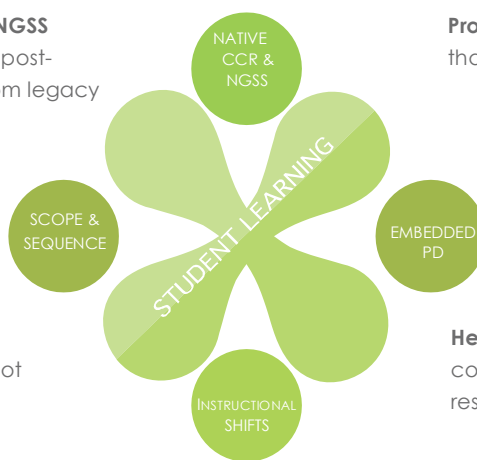 NGSS
post-
om legacy
Pro
tha
NATIVE
CCR &
NGSS
STUDENT LEARNING
SCOPE &
SEQUENCE
EMBEDDED
PD
ot
He
co
res
INSTRUCTIONAL
SHIFTS